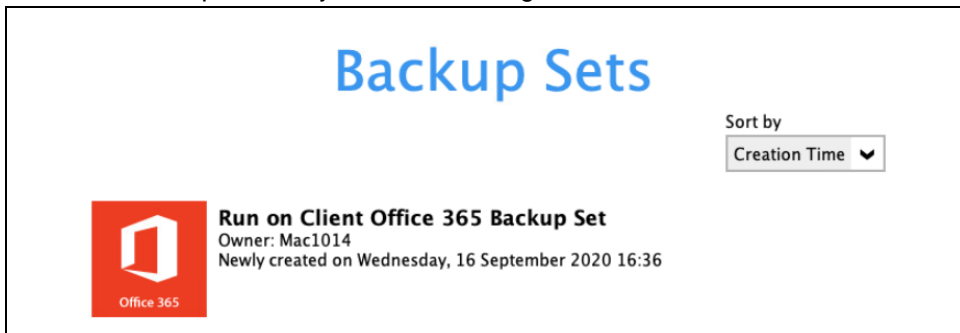 Backup Sets
Sort by
Creation Time
Run on Client Office 365 Backup Set
Owner: Mac1014
Newly created on Wednesday, 16 September 2020 16:36
Office 365